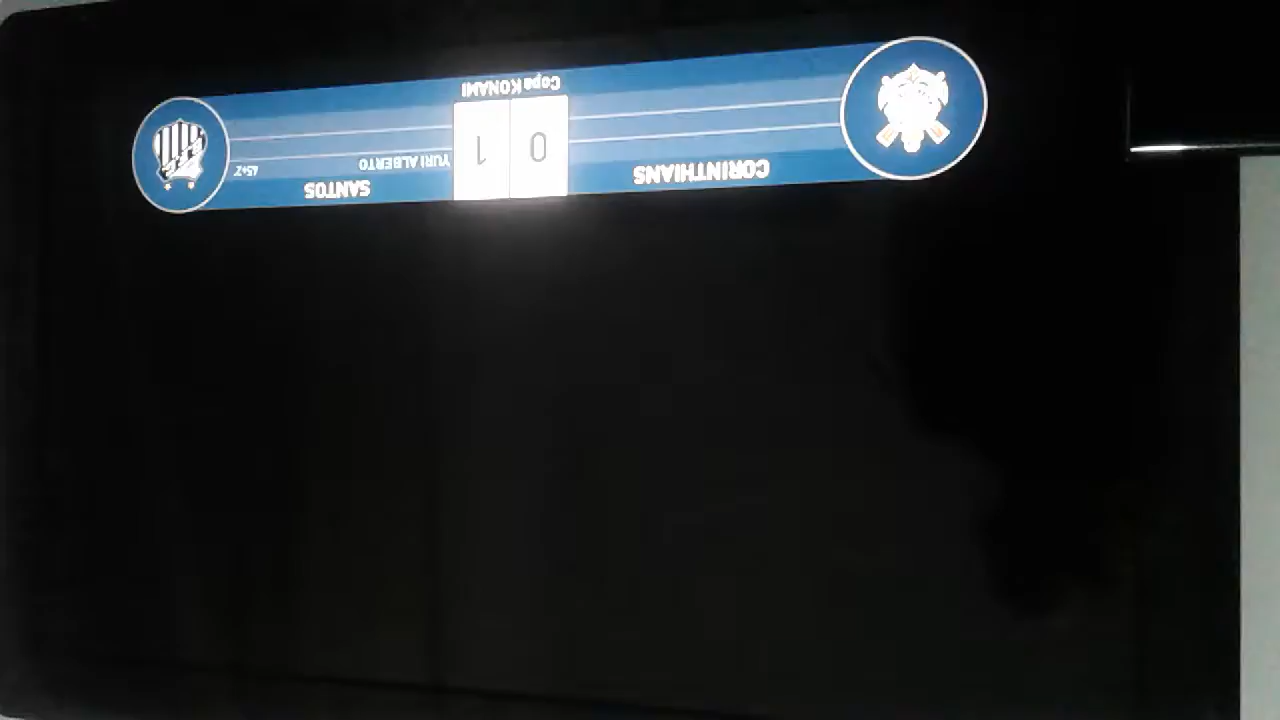 CORINTHIANS
0
1
SANTOS
YURI ALBERTO
45+2
Copa KONAMI